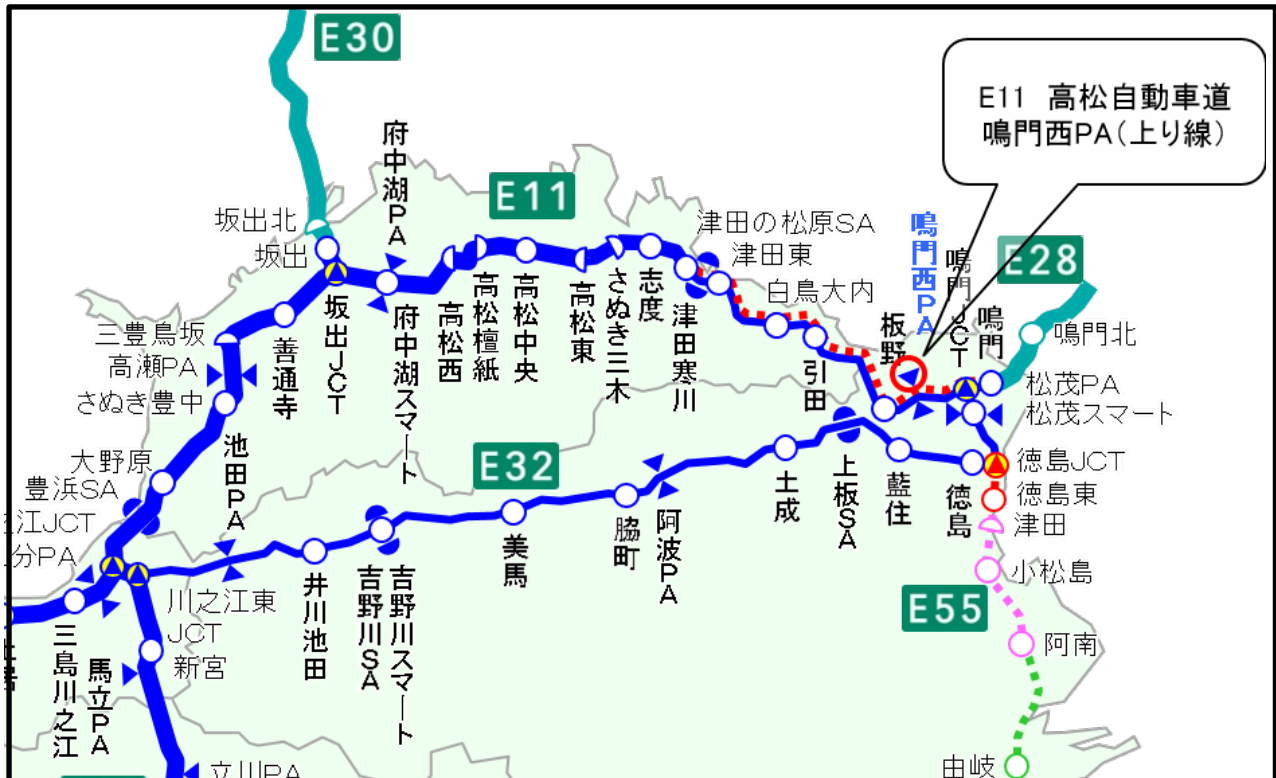 E30
E11 高松自動車道
鳴門西PA(上り線)
府中湖PA
E11
坂出北
坂出
津田の松原SA
津田東
鳴門西PA
鳴門JCT
E28
白鳥大内
板野
鳴門
鳴門北
三豊鳥坂
高瀬PA
さぬき豊中
坂出JCT
善通寺
府中湖スマート
高松西
高松檀紙
高松中央
高松東
さぬき三木
志度
津田寒川
引田
松茂PA
松茂スマート
大野原
豊浜SA
江JCT
分PA
池田PA
E32
土成
上板SA
藍住
徳島
徳島JCT
徳島東
津田
小松島
美馬
脇町
阿波PA
井川池田
吉野川SA
吉野川スマート
川之江東
JCT
新宮
三島川之江
馬立PA
E55
阿南
立川PA
由岐